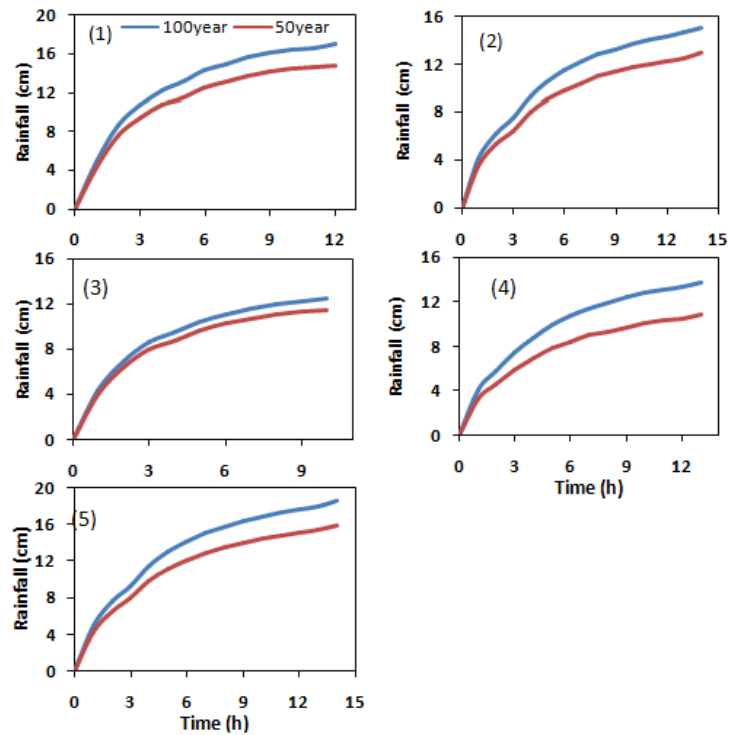 (1)
100year 50year
Rainfall (cm)
20
16
12
8
4
0
0 3 6 9 12
(2)
Rainfall (cm)
16
12
8
4
0
0 3 6 9 12 15
(3)
Rainfall (cm)
16
12
8
4
0
0 3 6 9
(4)
Rainfall (cm)
16
12
8
4
0
0 3 6 9 12
Time (h)
(5)
Rainfall (cm)
20
16
12
8
4
0
0 3 6 9 12 15
Time (h)